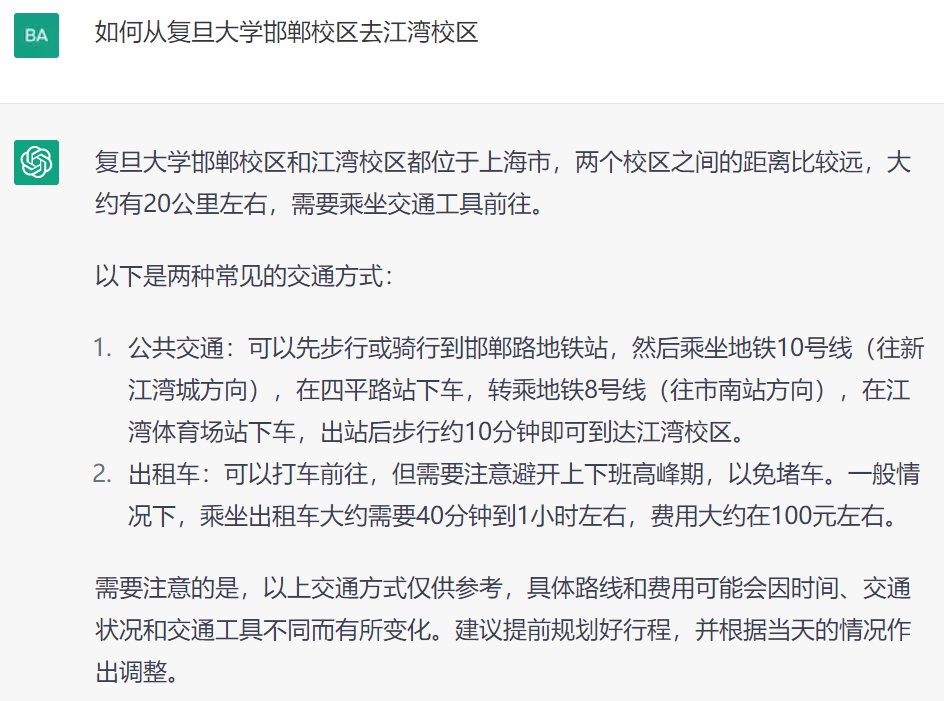 BA
如何从复旦大学邯郸校区去江湾校区
复旦大学邯郸校区和江湾校区都位于上海市，两个校区之间的距离比较远，大
约有20公里左右，需要乘坐交通工具前往。
以下是两种常见的交通方式：
1. 公共交通：可以先步行或骑行到邯郸路地铁站，然后乘坐地铁10号线（往新
江湾城方向），在四平路站下车，转乘地铁8号线（往市南站方向），在江
湾体育场站下车，出站后步行约10分钟即可到达江湾校区。
2. 出租车：可以打车前往，但需要注意避开上下班高峰期，以免堵车。一般情
况下，乘坐出租车大约需要40分钟到1小时左右，费用大约在100元左右。
需要注意的是，以上交通方式仅供参考，具体路线和费用可能会因时间、交通
状况和交通工具不同而有所变化。建议提前规划好行程，并根据当天的情况作
出调整。